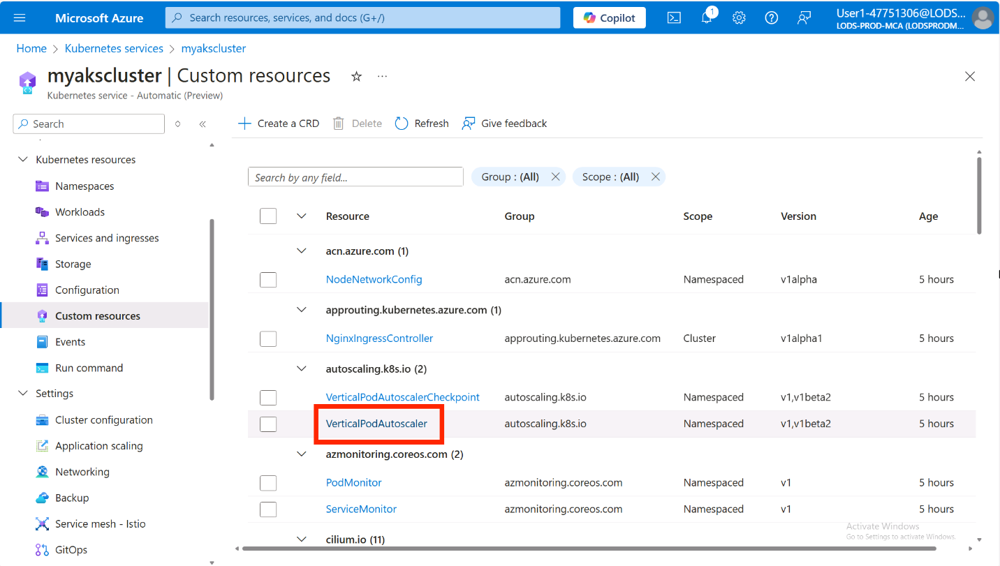 Microsoft Azure
Search resources, services, and docs (G+/)
Copilot
1
User1-47751306@LODS...
LODS-PROD-MCA (LODSPRODM...
Home > Kubernetes services > myakscluster
myakscluster | Custom resources
Kubernetes service - Automatic (Preview)
Search
Create a CRD Delete Refresh Give feedback
Kubernetes resources
Namespaces
Workloads
Services and ingresses
Storage
Configuration
Custom resources
Events
Run command
Settings
Cluster configuration
Application scaling
Networking
Backup
Service mesh - Istio
GitOps
Search by any field...
Group : (All)
Scope : (All)
Resource Group Scope Version Age
acn.azure.com (1)
NodeNetworkConfig acn.azure.com Namespaced v1alpha 5 hours
approuting.kubernetes.azure.com (1)
NginxIngressController approuting.kubernetes.azure.com Cluster v1alpha1 5 hours
autoscaling.k8s.io (2)
VerticalPodAutoscalerCheckpoint autoscaling.k8s.io Namespaced v1,v1beta2 5 hours
VerticalPodAutoscaler autoscaling.k8s.io Namespaced v1,v1beta2 5 hours
azmonitoring.coreos.com (2)
PodMonitor azmonitoring.coreos.com Namespaced v1 5 hours
ServiceMonitor azmonitoring.coreos.com Namespaced v1 5 hours
cilium.io (11)
Activate Windows
Go to Settings to activate Windows.